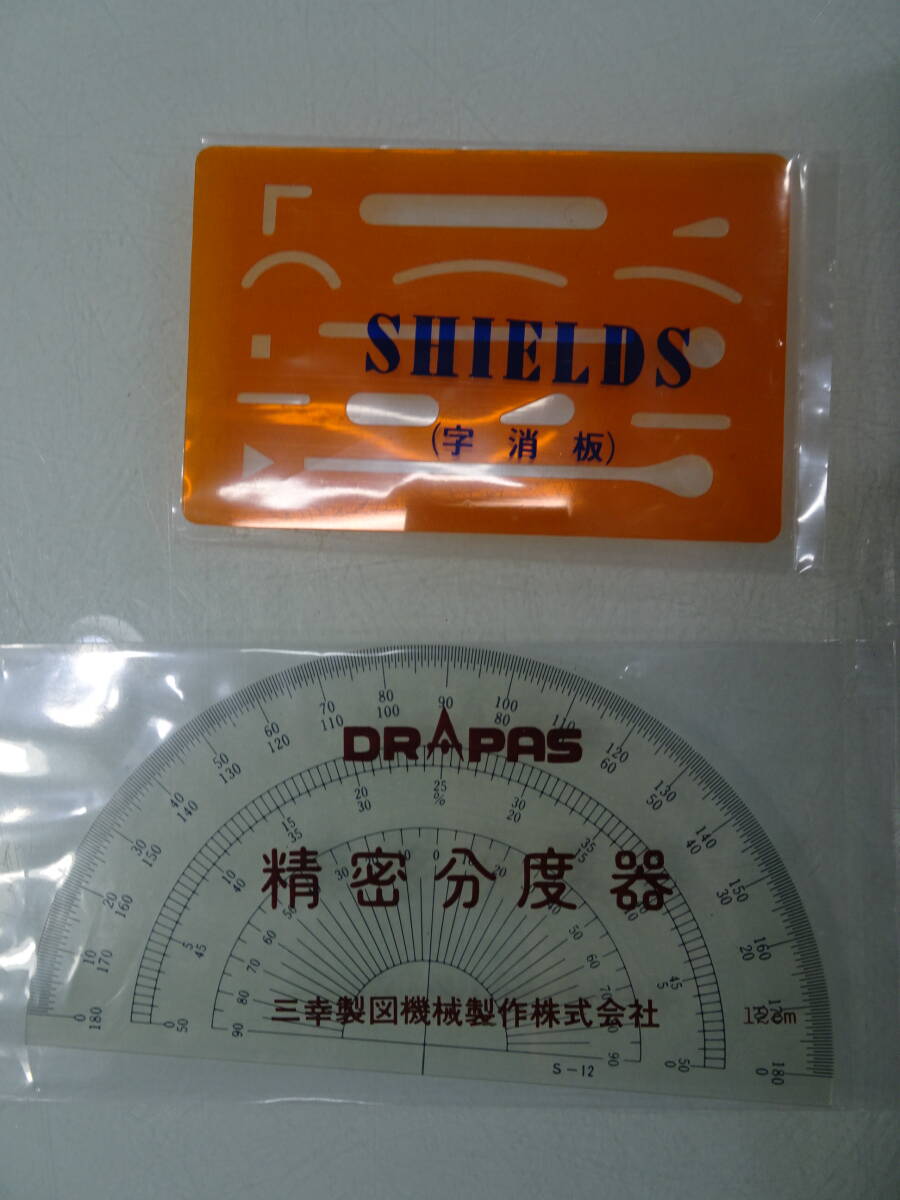 SHIELDS
(字消板)
DRAPAS
精密分度器
三幸製図機械製作株式会社
S-12